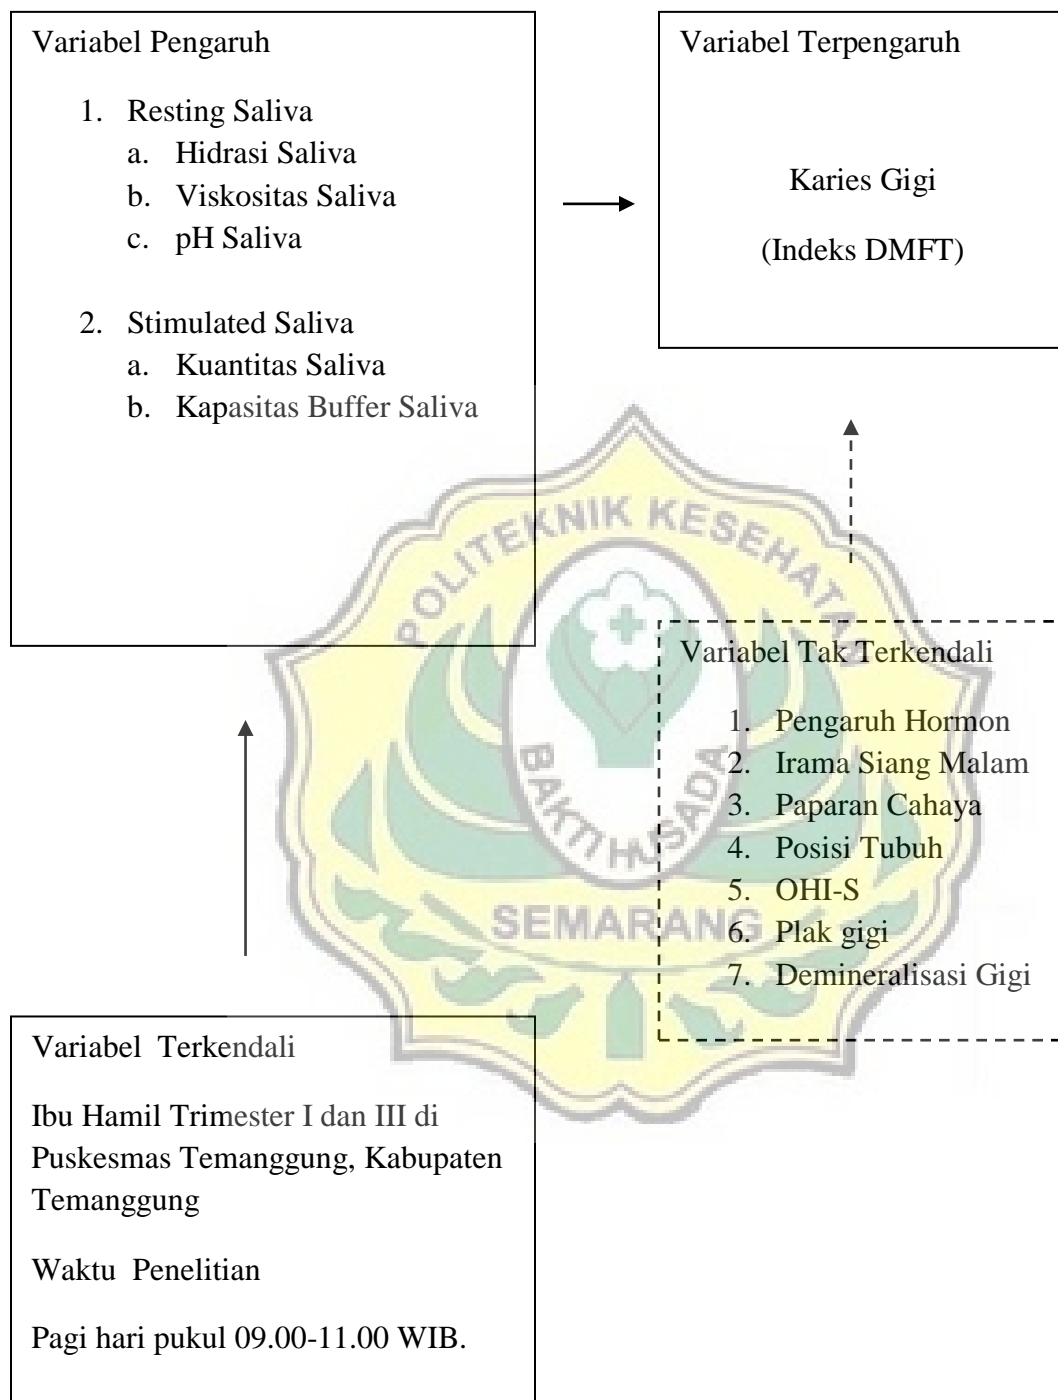 Variabel Pengaruh
1. Resting Saliva
a. Hidrasi Saliva
b. Viskositas Saliva
c. pH Saliva
2. Stimulated Saliva
a. Kuantitas Saliva
b. Kapasitas Buffer Saliva
Variabel Terpengaruh
Karies Gigi
(Indeks DMFT)
POLITEKNIK KESEHATAN
BAKTI HUSADA
SEMARANG
Variabel Tak Terkendali
1. Pengaruh Hormon
2. Irama Siang Malam
3. Paparan Cahaya
4. Posisi Tubuh
5. OHI-S
6. Plak gigi
7. Demineralisasi Gigi
Variabel Terkendali
Ibu Hamil Trimester I dan III di
Puskesmas Temanggung, Kabupaten
Temanggung
Waktu Penelitian
Pagi hari pukul 09.00-11.00 WIB.